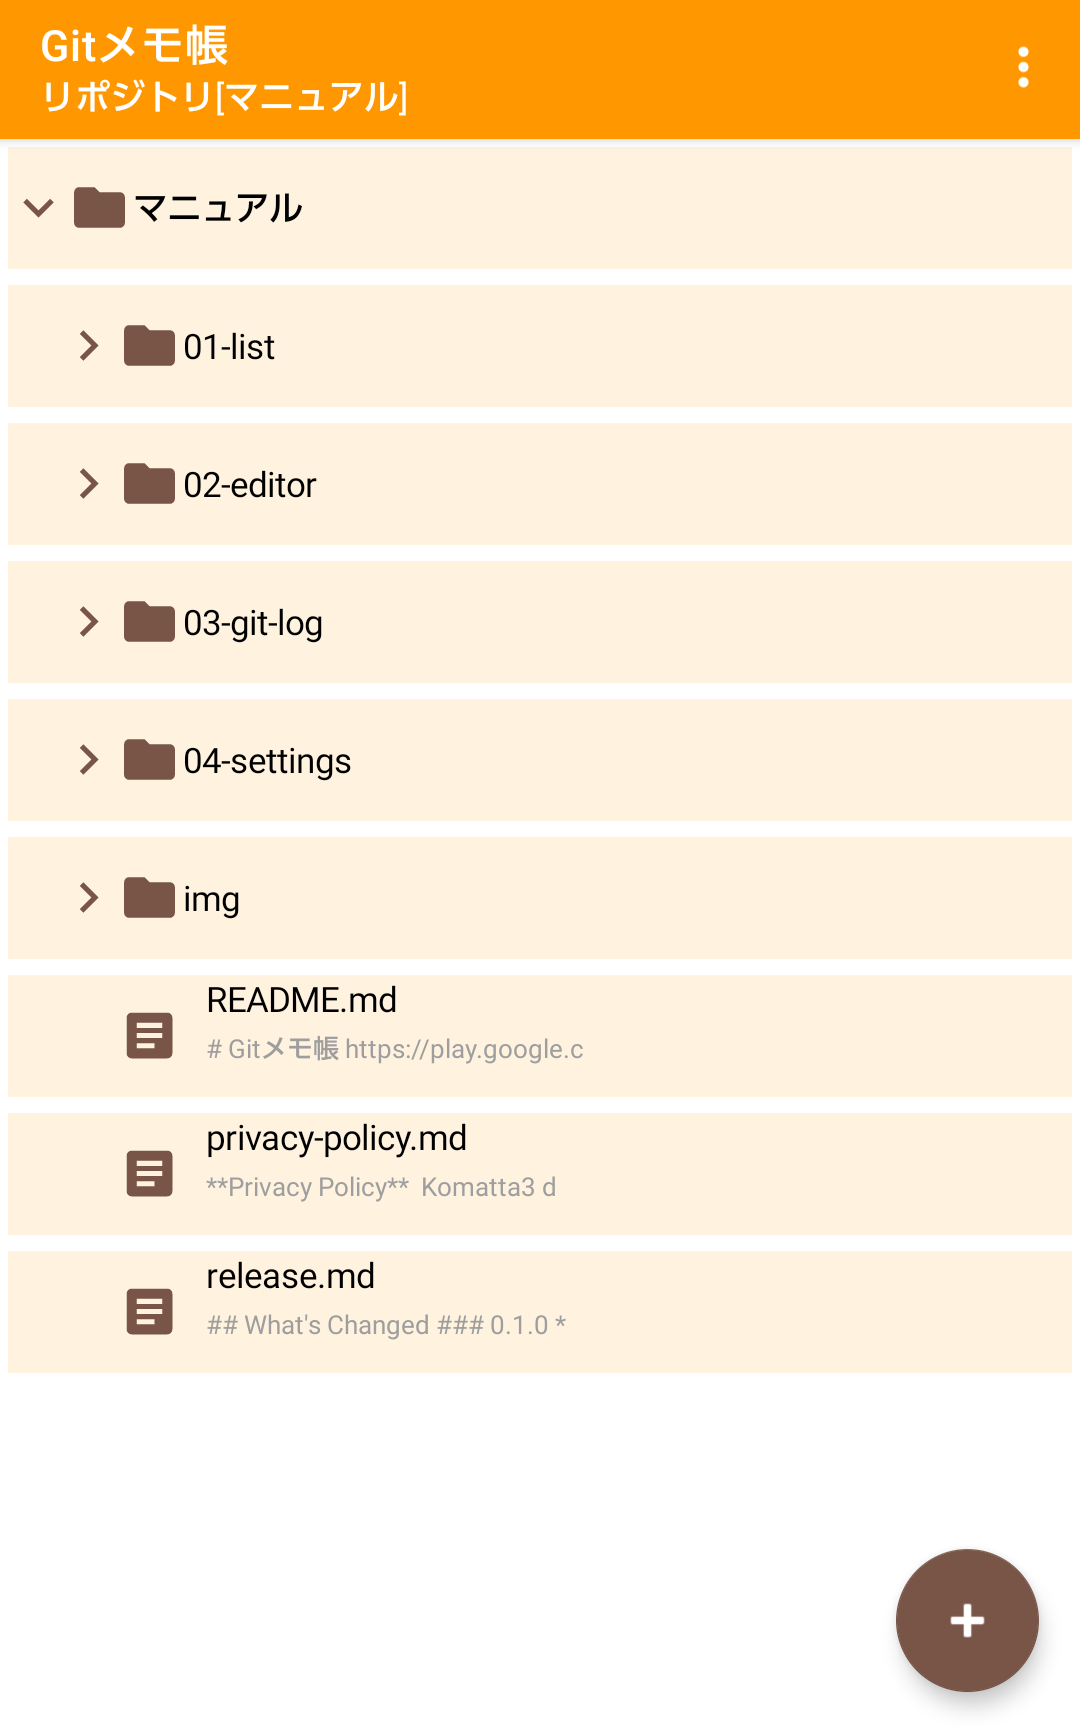 Gitメモ帳
リポジトリ[マニュアル]
マニュアル
01-list
02-editor
03-git-log
04-settings
img
README.md
# Gitメモ帳 https://play.google.c
privacy-policy.md
**Privacy Policy**  Komatta3 d
release.md
## What's Changed ### 0.1.0 *